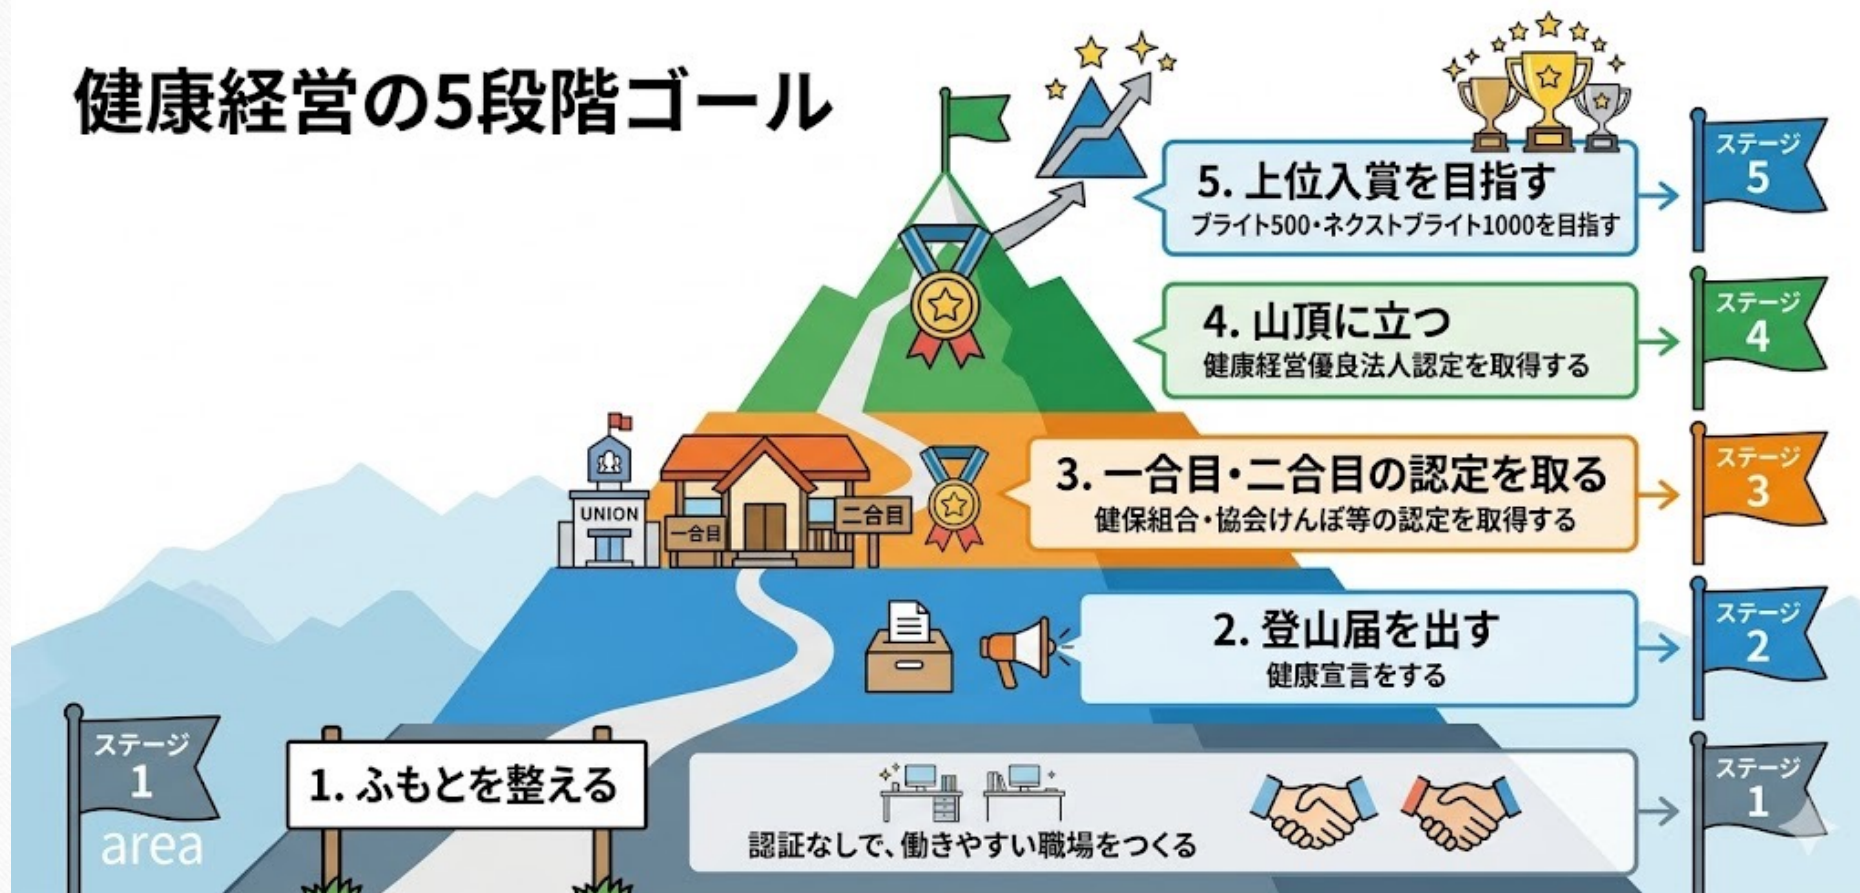 健康経営の5段階ゴール
5. 上位入賞を目指す
ブライト500・ネクストブライト1000を目指す
ステージ
5
4. 山頂に立つ
健康経営優良法人認定を取得する
ステージ
4
UNION
一合目
二合目
3. 一合目・二合目の認定を取る
健保組合・協会けんぽ等の認定を取得する
ステージ
3
2. 登山届を出す
健康宣言をする
ステージ
2
ステージ
1
area
1. ふもとを整える
認証なしで、働きやすい職場をつくる
ステージ
1